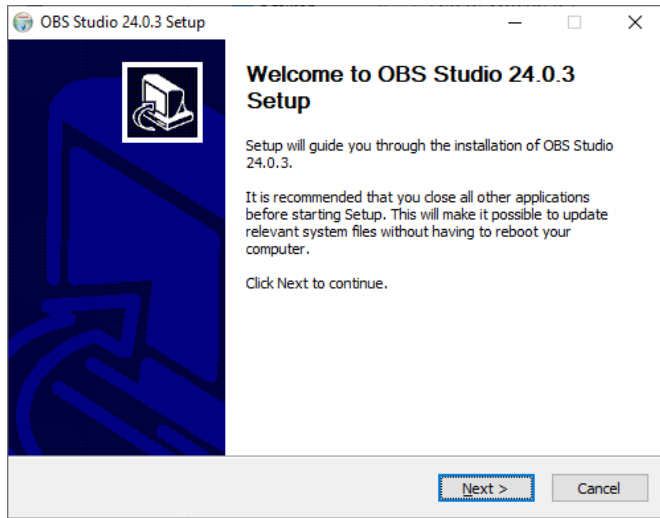 OBS Studio 24.0.3 Setup
Welcome to OBS Studio 24.0.3
Setup
Setup will guide you through the installation of OBS Studio
24.0.3.
It is recommended that you close all other applications
before starting Setup. This will make it possible to update
relevant system files without having to reboot your
computer.
Click Next to continue.
Next >
Cancel